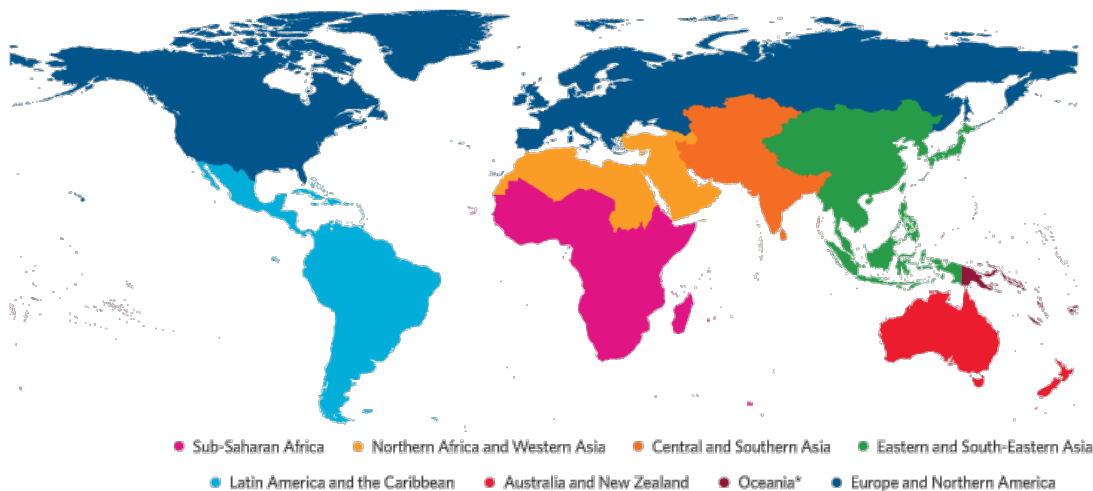 Sub-Saharan Africa Northern Africa and Western Asia Central and Southern Asia Eastern and South-Eastern Asia
Latin America and the Caribbean Australia and New Zealand Oceania* Europe and Northern America